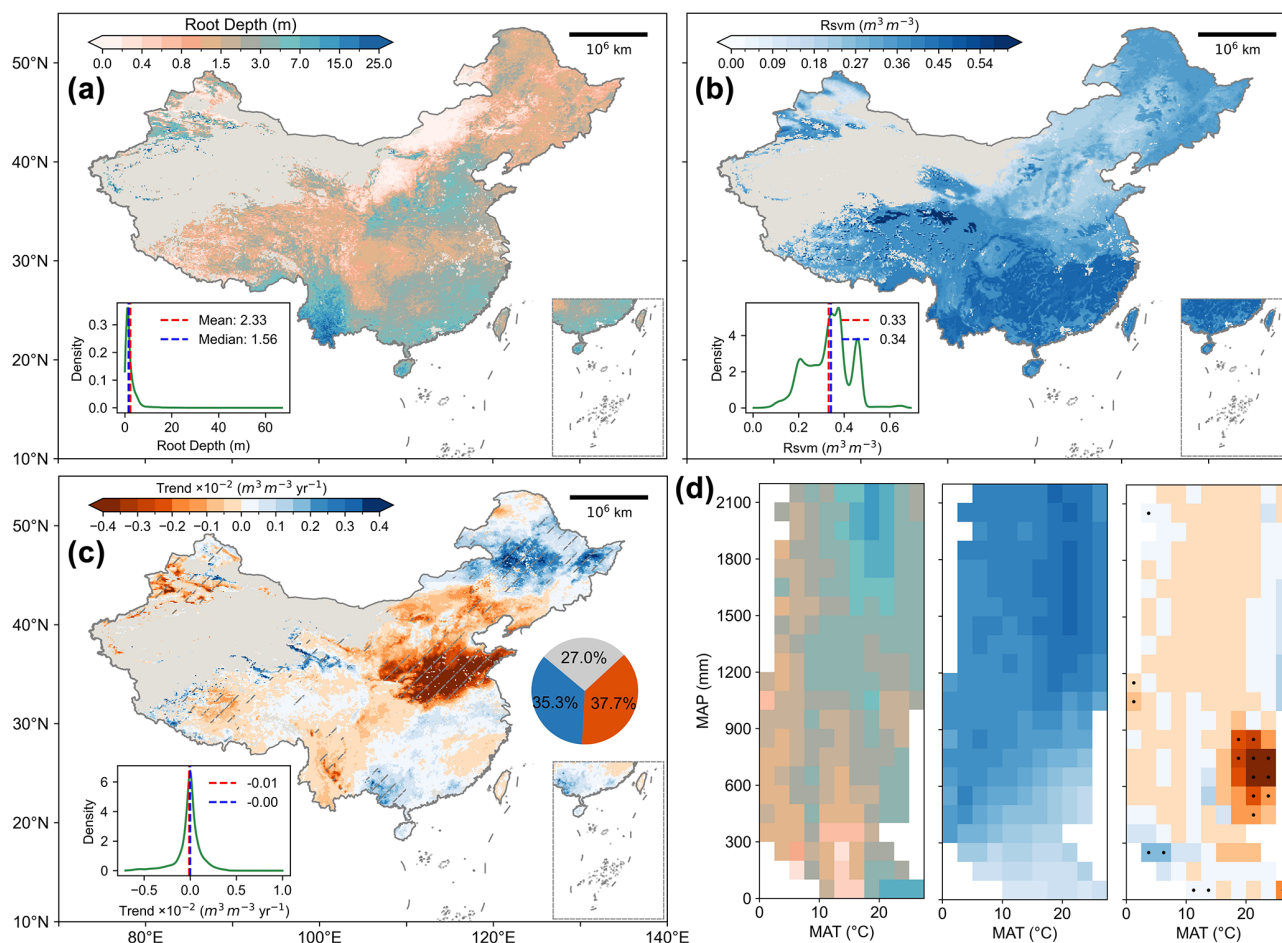 Root Depth (m)
0.0 0.4 0.8 1.5 3.0 7.0 15.0 25.0
10⁶ km
(a)
50°N
40°N
30°N
20°N
10°N
Mean: 2.33
Median: 1.56
Density
0.3
0.1
0.0
0 20 40 60
Root Depth (m)
Rsvm (m³ m⁻³)
0.00 0.09 0.18 0.27 0.36 0.45 0.54
10⁶ km
(b)
0.33
0.34
Density
4
2
0
0.0 0.2 0.4 0.6
Rsvm (m³ m⁻³)
Trend ×10⁻² (m³ m⁻³ yr⁻¹)
−0.4 −0.3 −0.2 −0.1 0.0 0.1 0.2 0.3 0.4
10⁶ km
(c)
50°N
40°N
30°N
20°N
10°N
27.0%
35.3%
37.7%
-0.01
-0.00
Density
6
4
2
0
−0.5 0.0 0.5 1.0
Trend ×10⁻² (m³ m⁻³ yr⁻¹)
80°E 100°E 120°E 140°E
(d)
MAP (mm)
2100
1800
1500
1200
900
600
300
0
0 10 20
MAT (°C)
0 10 20
MAT (°C)
0 10 20
MAT (°C)